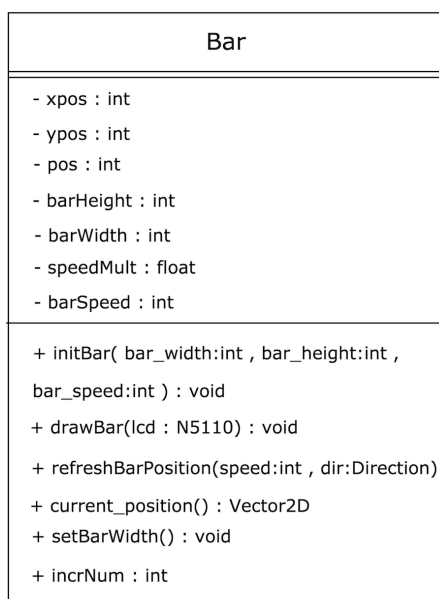 Bar
- xpos : int
- ypos : int
- pos : int
- barHeight : int
- barWidth : int
- speedMult : float
- barSpeed : int
+ initBar( bar_width:int , bar_height:int ,
bar_speed:int ) : void
+ drawBar(lcd : N5110) : void
+ refreshBarPosition(speed:int , dir:Direction)
+ current_position() : Vector2D
+ setBarWidth() : void
+ incrNum : int